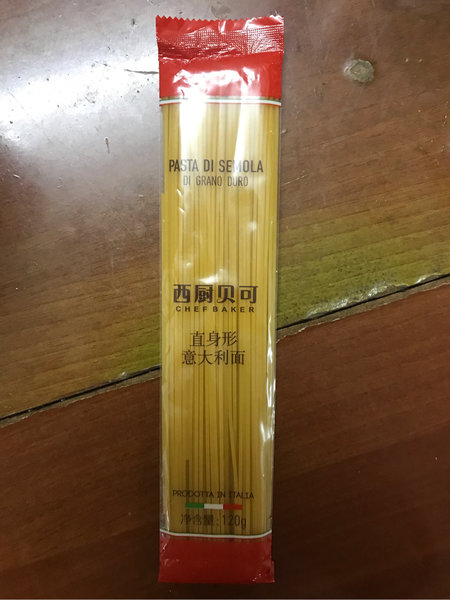 PASTA DI SEMOLA
DI GRANO DURO
西厨贝可
CHEF BAKER
直身形
意大利面
PRODOTTA IN ITALIA
净含量:120g